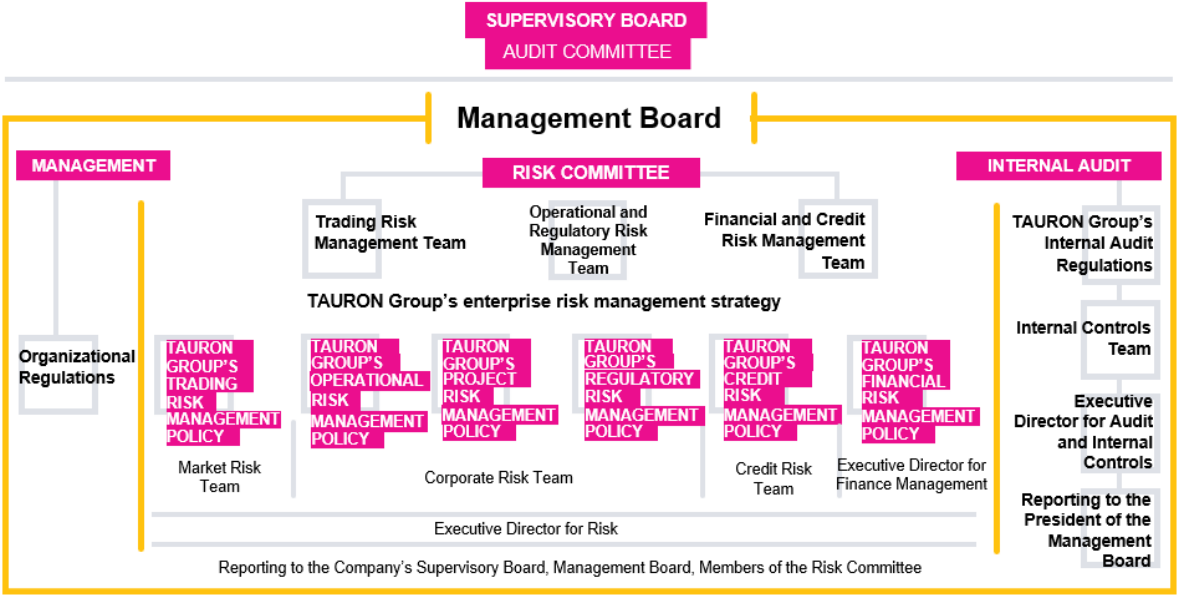 SUPERVISORY BOARD
AUDIT COMMITTEE
Management Board
MANAGEMENT
RISK COMMITTEE
INTERNAL AUDIT
Trading Risk
Management Team
Operational and
Regulatory Risk
Management
Team
Financial and Credit
Risk Management
Team
TAURON Group's
Internal Audit
Regulations
TAURON Group's enterprise risk management strategy
Organizational
Regulations
TAURON
GROUP'S
TRADING
RISK
MANAGEMENT
POLICY
TAURON
GROUP'S
OPERATIONAL
RISK
MANAGEMENT
POLICY
TAURON
GROUP'S
PROJECT
RISK
MANAGEMENT
POLICY
TAURON
GROUP'S
REGULATORY
RISK
MANAGEMENT
POLICY
TAURON
GROUP'S
CREDIT
RISK
MANAGEMENT
POLICY
TAURON
GROUP'S
FINANCIAL
RISK
MANAGEMENT
POLICY
Internal Controls
Team
Executive
Director for Audit
and Internal
Controls
Market Risk
Team
Corporate Risk Team
Credit Risk
Team
Executive Director for
Finance Management
Reporting to the
President of the
Management
Board
Executive Director for Risk
Reporting to the Company's Supervisory Board, Management Board, Members of the Risk Committee